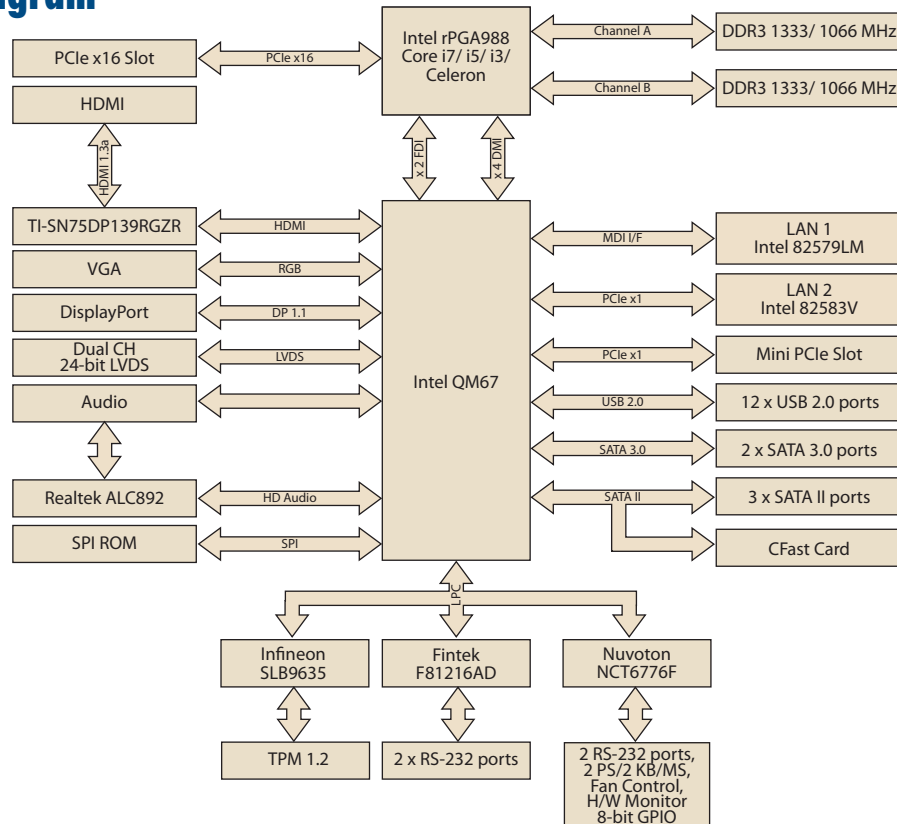 Intel rPGA988
Core i7/ i5/ i3/
Celeron
Channel A
DDR3 1333/ 1066 MHz
PCIe x16 Slot
PCIe x16
Channel B
DDR3 1333/ 1066 MHz
HDMI
HDMI 1.3a
x 2 FDI
x 4 DMI
TI-SN75DP139RGZR
HDMI
MDI I/F
LAN 1
Intel 82579LM
VGA
RGB
PCIe x1
LAN 2
Intel 82583V
DisplayPort
DP 1.1
Dual CH
24-bit LVDS
LVDS
PCIe x1
Mini PCIe Slot
Intel QM67
Audio
USB 2.0
12 x USB 2.0 ports
SATA 3.0
2 x SATA 3.0 ports
Realtek ALC892
HD Audio
SATA II
3 x SATA II ports
SPI ROM
SPI
CFast Card
LPC
Infineon
SLB9635
Fintek
F81216AD
Nuvoton
NCT6776F
TPM 1.2
2 x RS-232 ports
2 RS-232 ports,
2 PS/2 KB/MS,
Fan Control,
H/W Monitor
8-bit GPIO